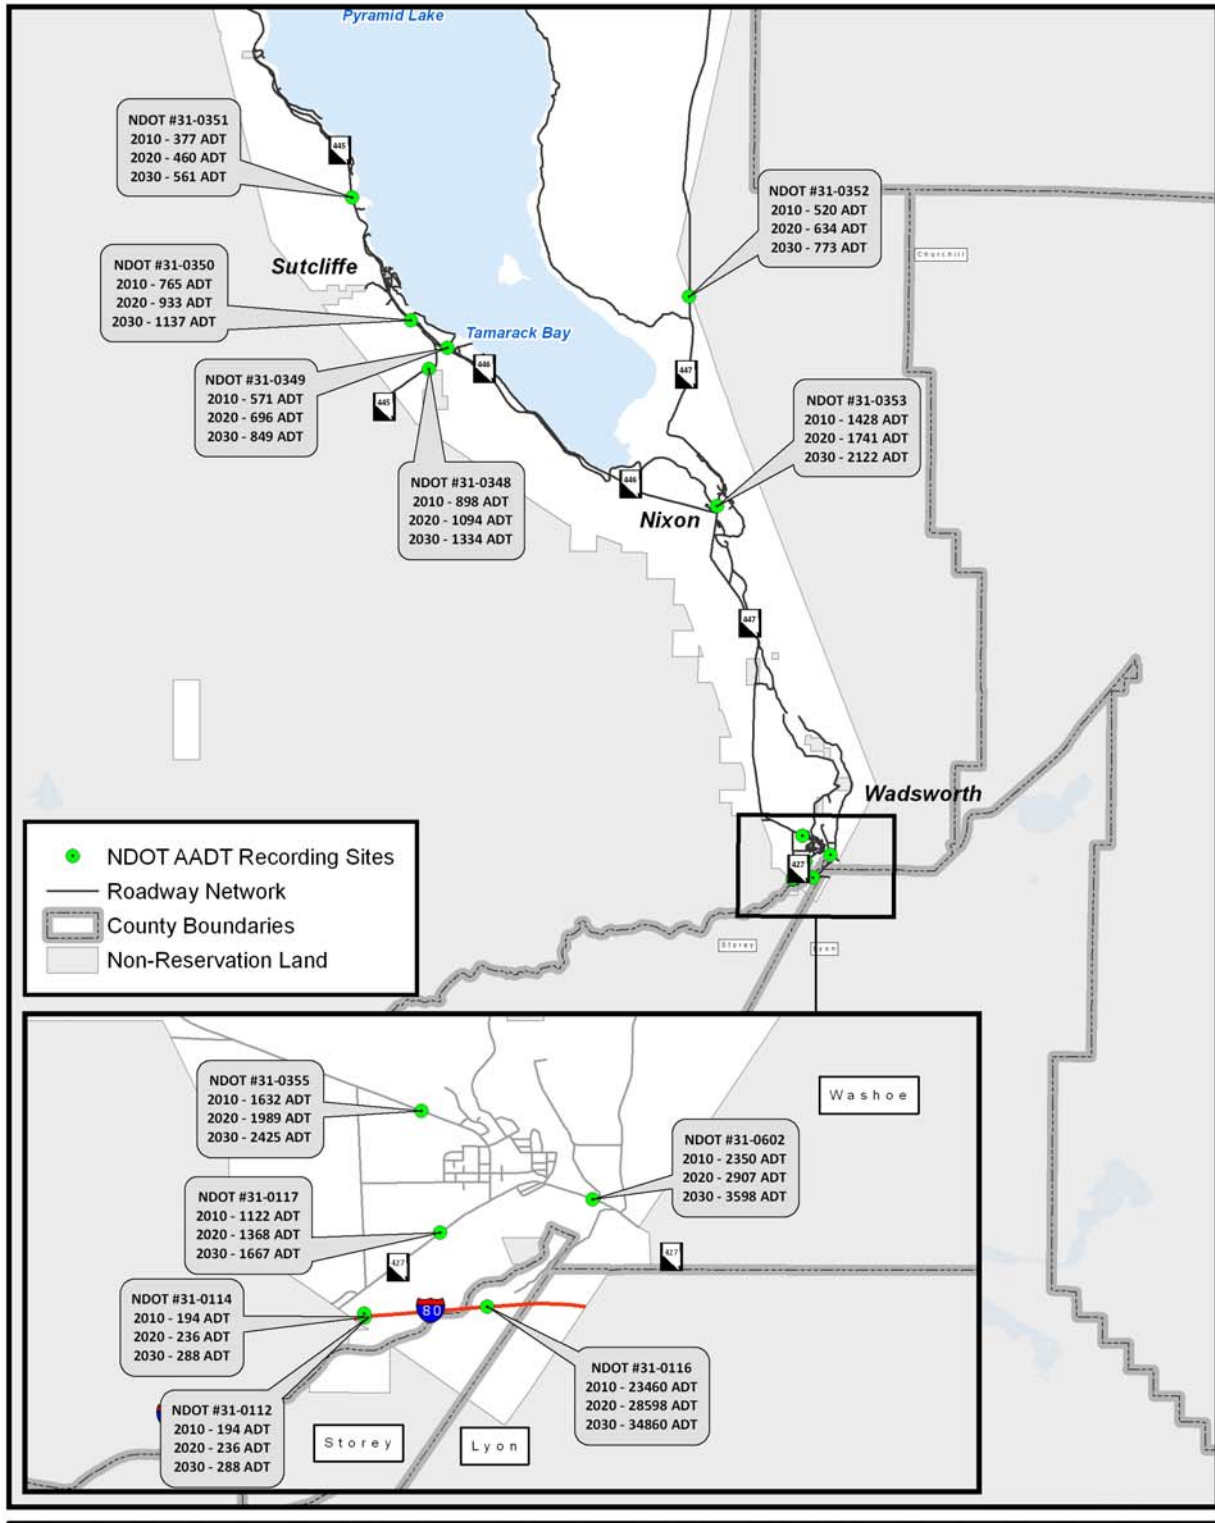 Pyramid Lake
NDOT #31-0351
2010 - 377 ADT
2020 - 460 ADT
2030 - 561 ADT
445
NDOT #31-0352
2010 - 520 ADT
2020 - 634 ADT
2030 - 773 ADT
Churchill
Sutcliffe
NDOT #31-0350
2010 - 765 ADT
2020 - 933 ADT
2030 - 1137 ADT
Tamarack Bay
446
447
NDOT #31-0349
2010 - 571 ADT
2020 - 696 ADT
2030 - 849 ADT
445
NDOT #31-0353
2010 - 1428 ADT
2020 - 1741 ADT
2030 - 2122 ADT
NDOT #31-0348
2010 - 898 ADT
2020 - 1094 ADT
2030 - 1334 ADT
446
Nixon
447
Wadsworth
427
Storey
Lyon
NDOT AADT Recording Sites
Roadway Network
County Boundaries
Non-Reservation Land
NDOT #31-0355
2010 - 1632 ADT
2020 - 1989 ADT
2030 - 2425 ADT
Washoe
NDOT #31-0602
2010 - 2350 ADT
2020 - 2907 ADT
2030 - 3598 ADT
NDOT #31-0117
2010 - 1122 ADT
2020 - 1368 ADT
2030 - 1667 ADT
427
427
NDOT #31-0114
2010 - 194 ADT
2020 - 236 ADT
2030 - 288 ADT
80
NDOT #31-0116
2010 - 23460 ADT
2020 - 28598 ADT
2030 - 34860 ADT
NDOT #31-0112
2010 - 194 ADT
2020 - 236 ADT
2030 - 288 ADT
Storey
Lyon